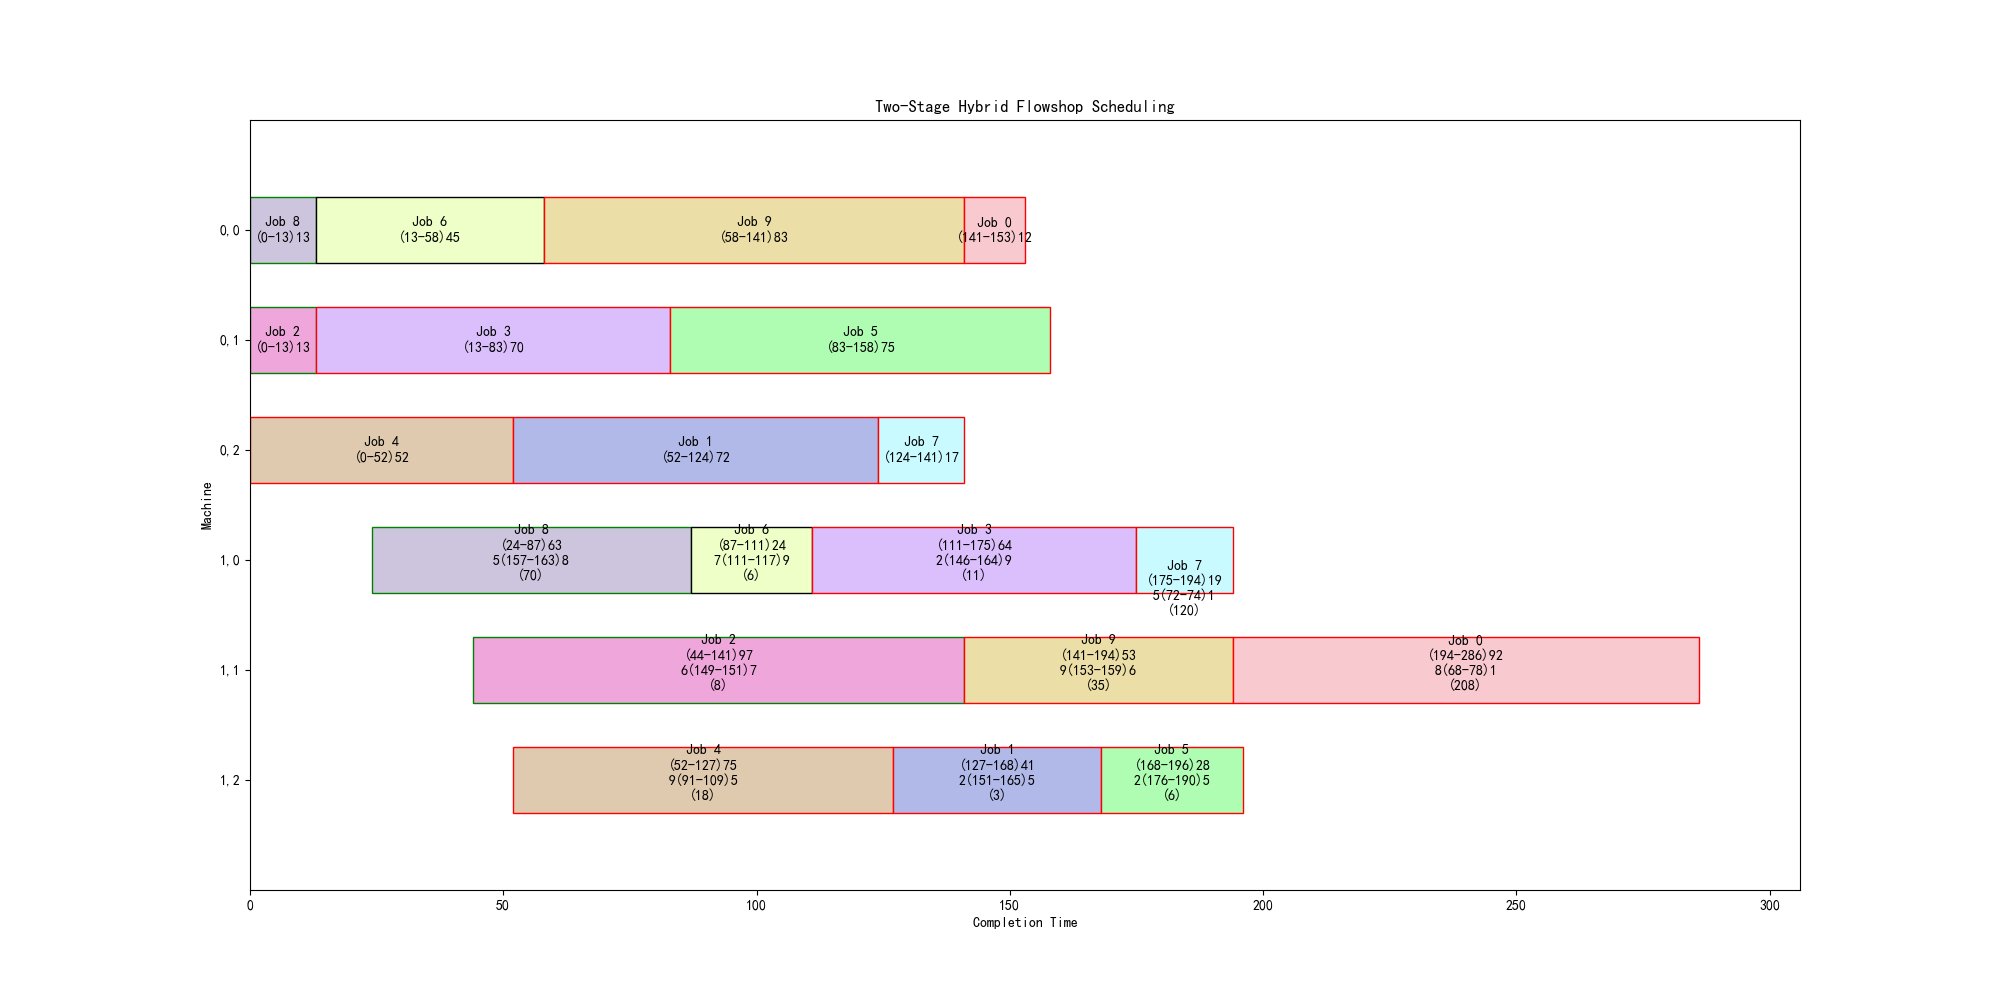 Two-Stage Hybrid Flowshop Scheduling
0,0
Job 8
(0-13)13
Job 6
(13-58)45
Job 9
(58-141)83
Job 0
(141-153)12
0,1
Job 2
(0-13)13
Job 3
(13-83)70
Job 5
(83-158)75
0,2
Job 4
(0-52)52
Job 1
(52-124)72
Job 7
(124-141)17
Machine
1,0
Job 8
(24-87)63
5(157-163)8
(70)
Job 6
(87-111)24
7(111-117)9
(6)
Job 3
(111-175)64
2(146-164)9
(11)
Job 7
(175-194)19
5(72-74)1
(120)
1,1
Job 2
(44-141)97
6(149-151)7
(8)
Job 9
(141-194)53
9(153-159)6
(35)
Job 0
(194-286)92
8(68-78)1
(208)
1,2
Job 4
(52-127)75
9(91-109)5
(18)
Job 1
(127-168)41
2(151-165)5
(3)
Job 5
(168-196)28
2(176-190)5
(6)
0
50
100
150
200
250
300
Completion Time